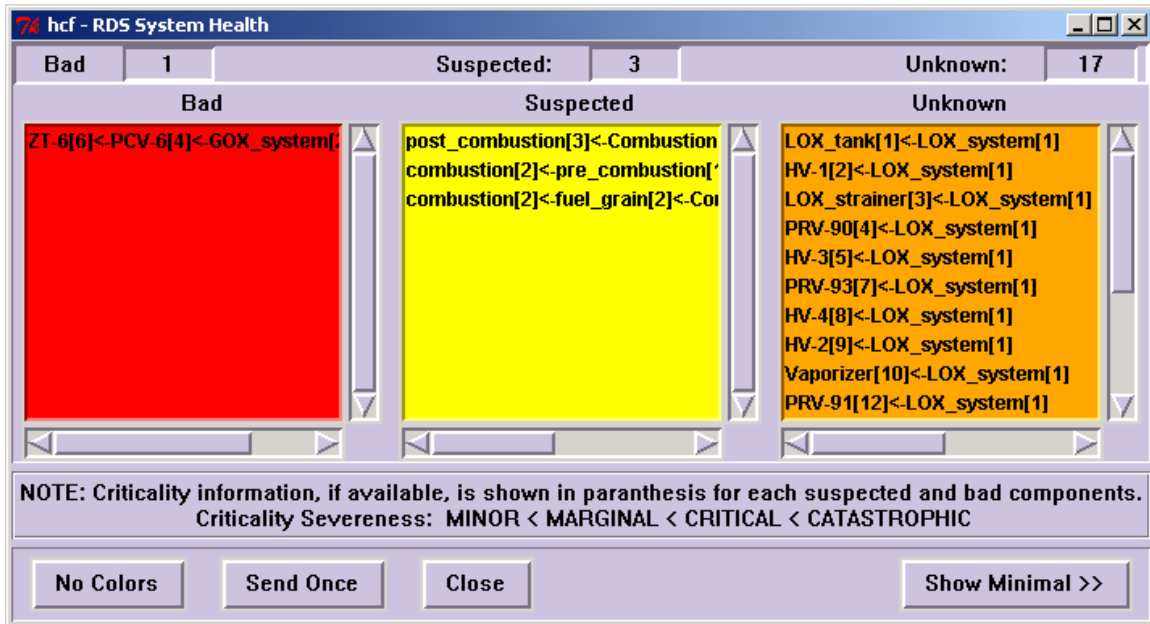 hcf - RDS System Health
Bad 1 Suspected: 3 Unknown: 17
Bad Suspected Unknown
ZT-6[6]<-PCV-6[4]<-GOX_system[
post_combustion[3]<-Combustion
combustion[2]<-pre_combustion[
combustion[2]<-fuel_grain[2]<-Co
LOX_tank[1]<-LOX_system[1]
HV-1[2]<-LOX_system[1]
LOX_strainer[3]<-LOX_system[1]
PRV-90[4]<-LOX_system[1]
HV-3[5]<-LOX_system[1]
PRV-93[7]<-LOX_system[1]
HV-4[8]<-LOX_system[1]
HV-2[9]<-LOX_system[1]
Vaporizer[10]<-LOX_system[1]
PRV-91[12]<-LOX_system[1]
NOTE: Criticality information, if available, is shown in paranthesis for each suspected and bad components.
Criticality Severeness: MINOR < MARGINAL < CRITICAL < CATASTROPHIC
No Colors Send Once Close Show Minimal >>